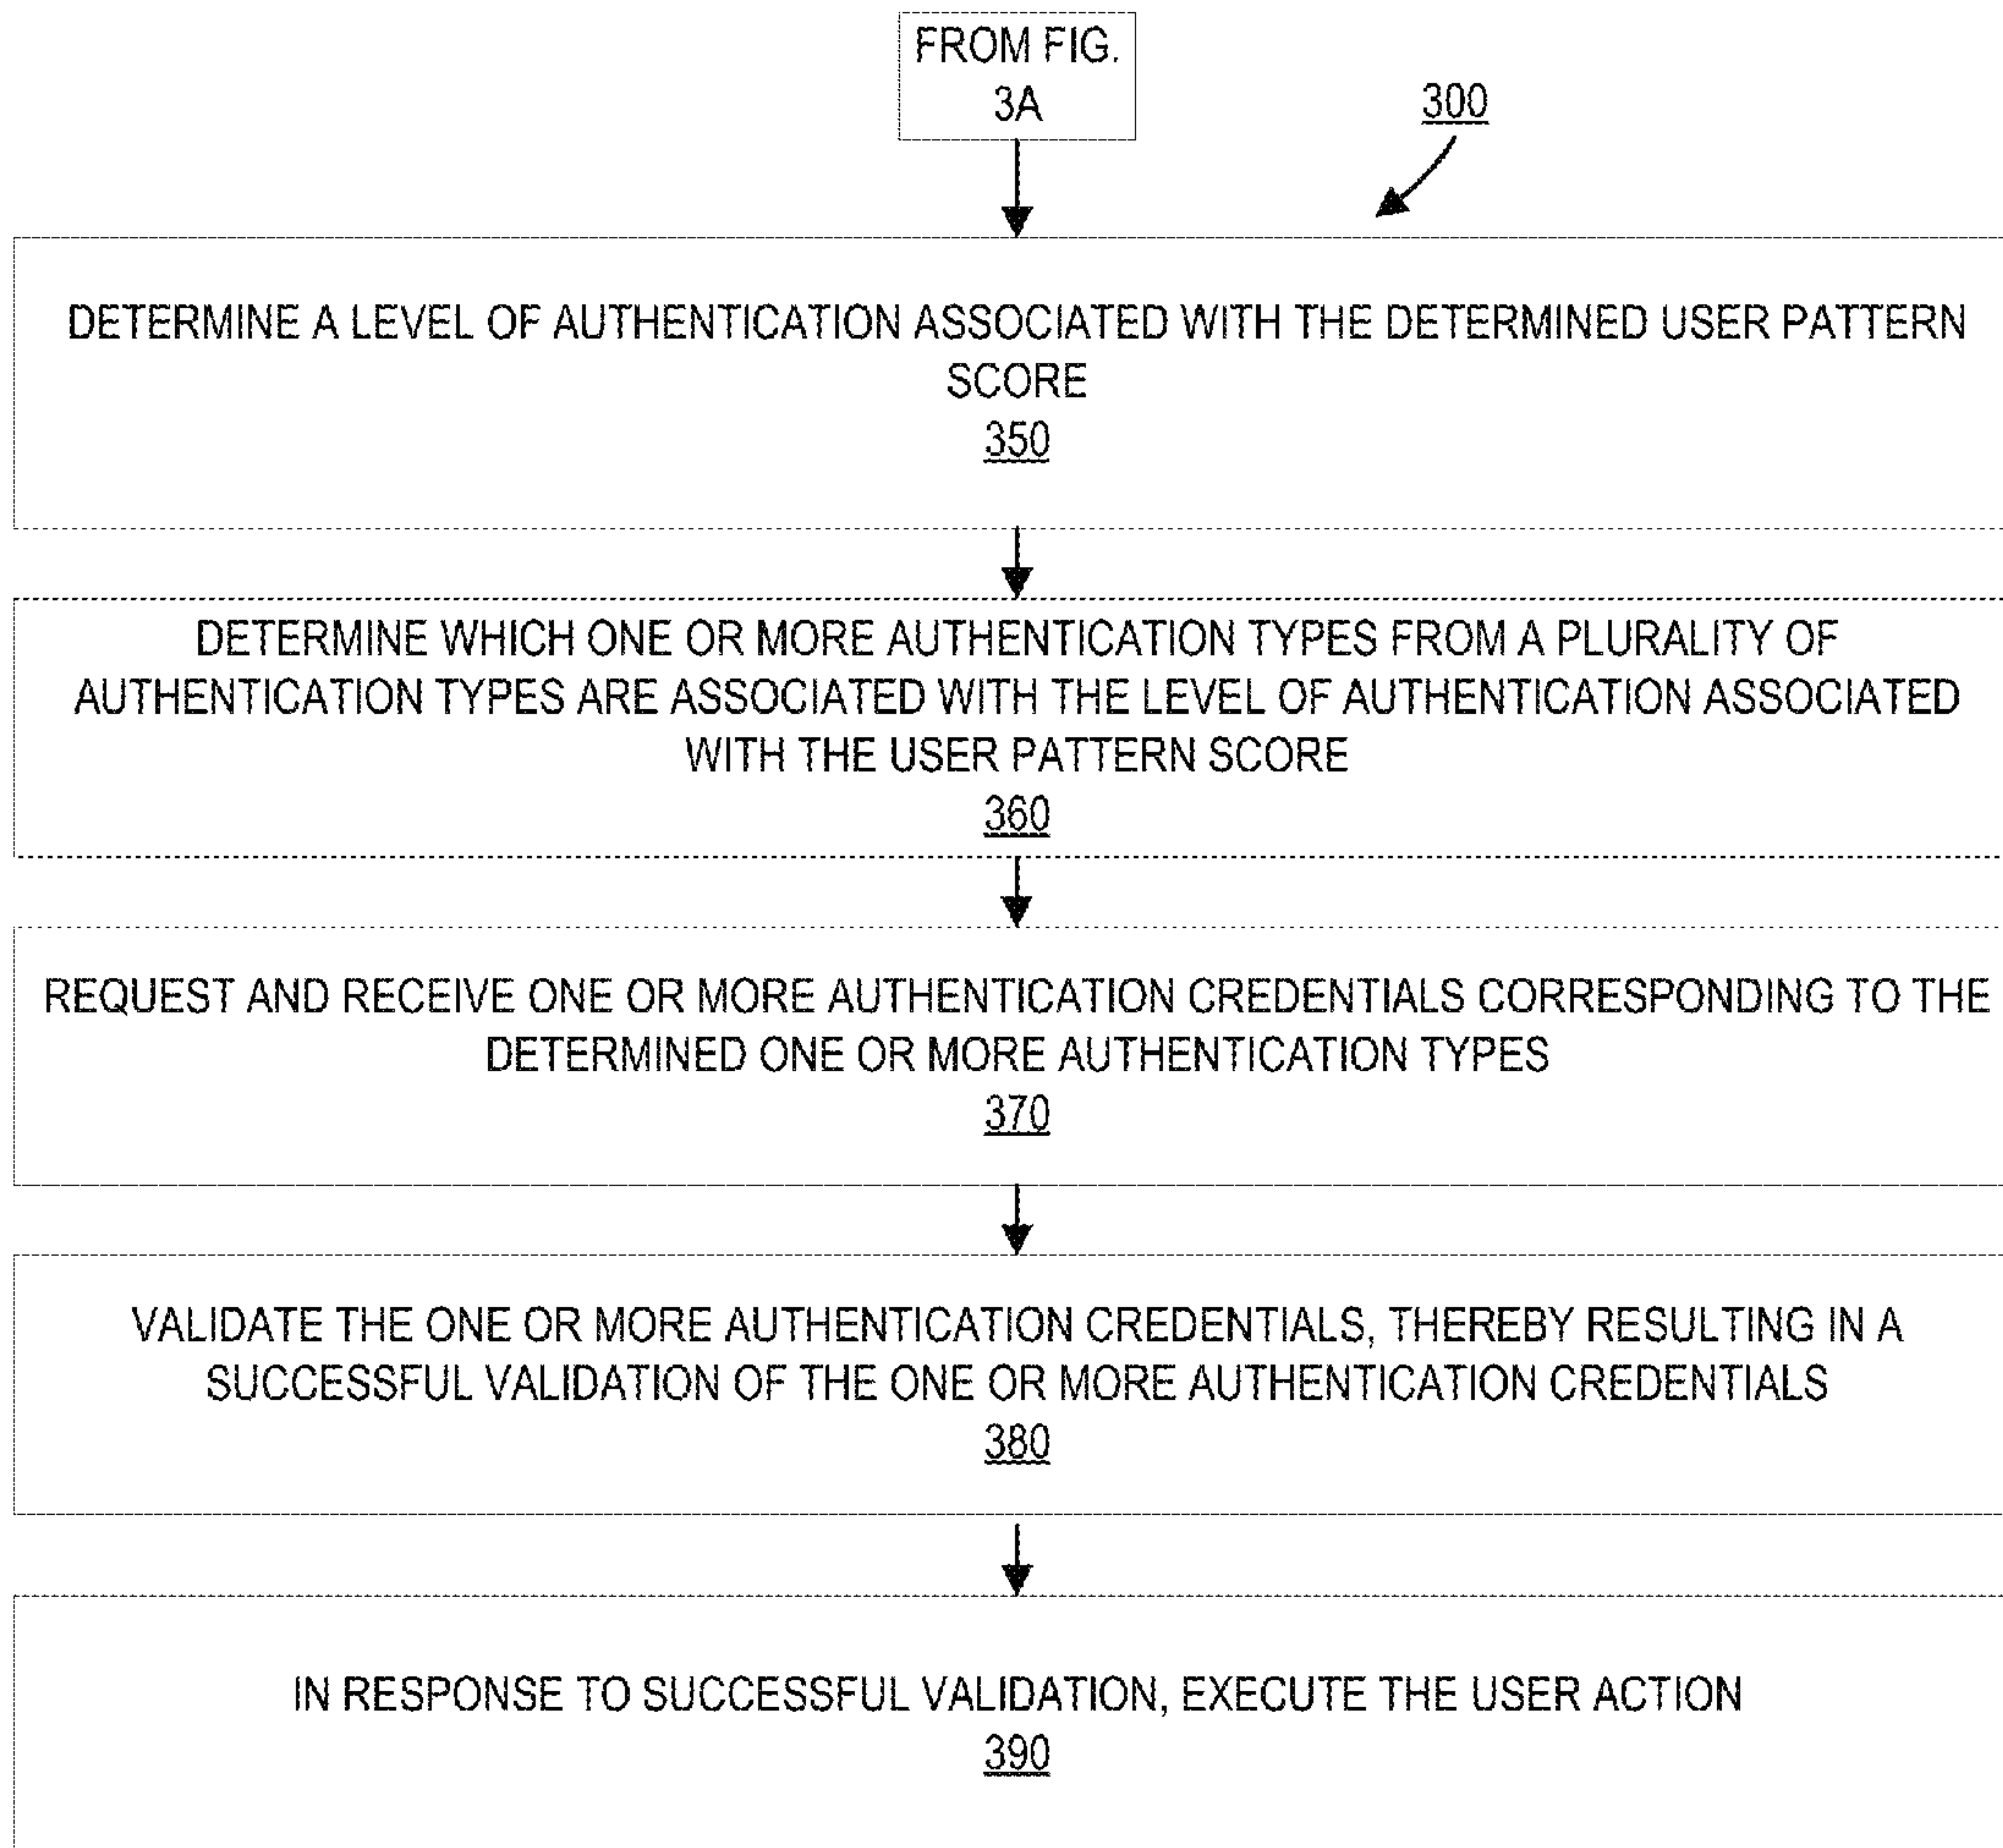 FROM FIG.
3A
300
DETERMINE A LEVEL OF AUTHENTICATION ASSOCIATED WITH THE DETERMINED USER PATTERN
SCORE
350
DETERMINE WHICH ONE OR MORE AUTHENTICATION TYPES FROM A PLURALITY OF
AUTHENTICATION TYPES ARE ASSOCIATED WITH THE LEVEL OF AUTHENTICATION ASSOCIATED
WITH THE USER PATTERN SCORE
360
REQUEST AND RECEIVE ONE OR MORE AUTHENTICATION CREDENTIALS CORRESPONDING TO THE
DETERMINED ONE OR MORE AUTHENTICATION TYPES
370
VALIDATE THE ONE OR MORE AUTHENTICATION CREDENTIALS, THEREBY RESULTING IN A
SUCCESSFUL VALIDATION OF THE ONE OR MORE AUTHENTICATION CREDENTIALS
380
IN RESPONSE TO SUCCESSFUL VALIDATION, EXECUTE THE USER ACTION
390